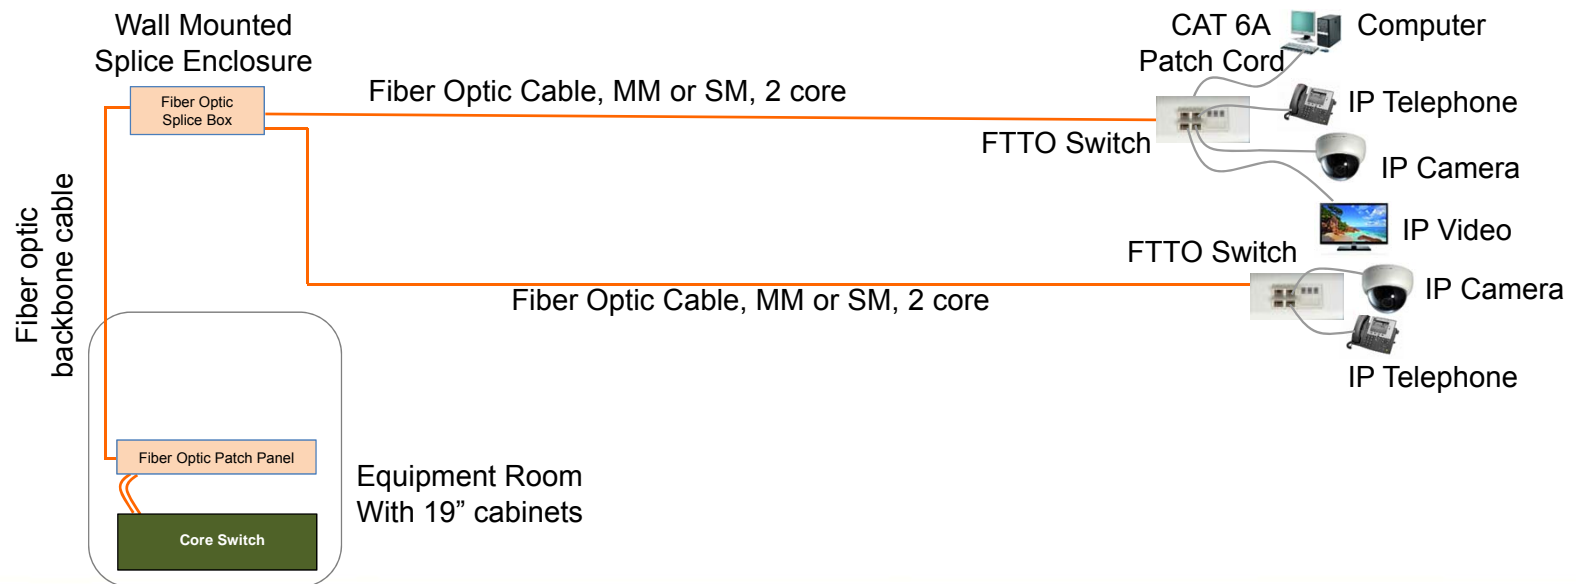 Wall Mounted
Splice Enclosure
Fiber Optic
Splice Box
Fiber Optic Cable, MM or SM, 2 core
CAT 6A
Patch Cord
Computer
IP Telephone
FTTO Switch
IP Camera
IP Video
FTTO Switch
IP Camera
IP Telephone
Fiber Optic Cable, MM or SM, 2 core
Fiber optic
backbone cable
Fiber Optic Patch Panel
Core Switch
Equipment Room
With 19” cabinets